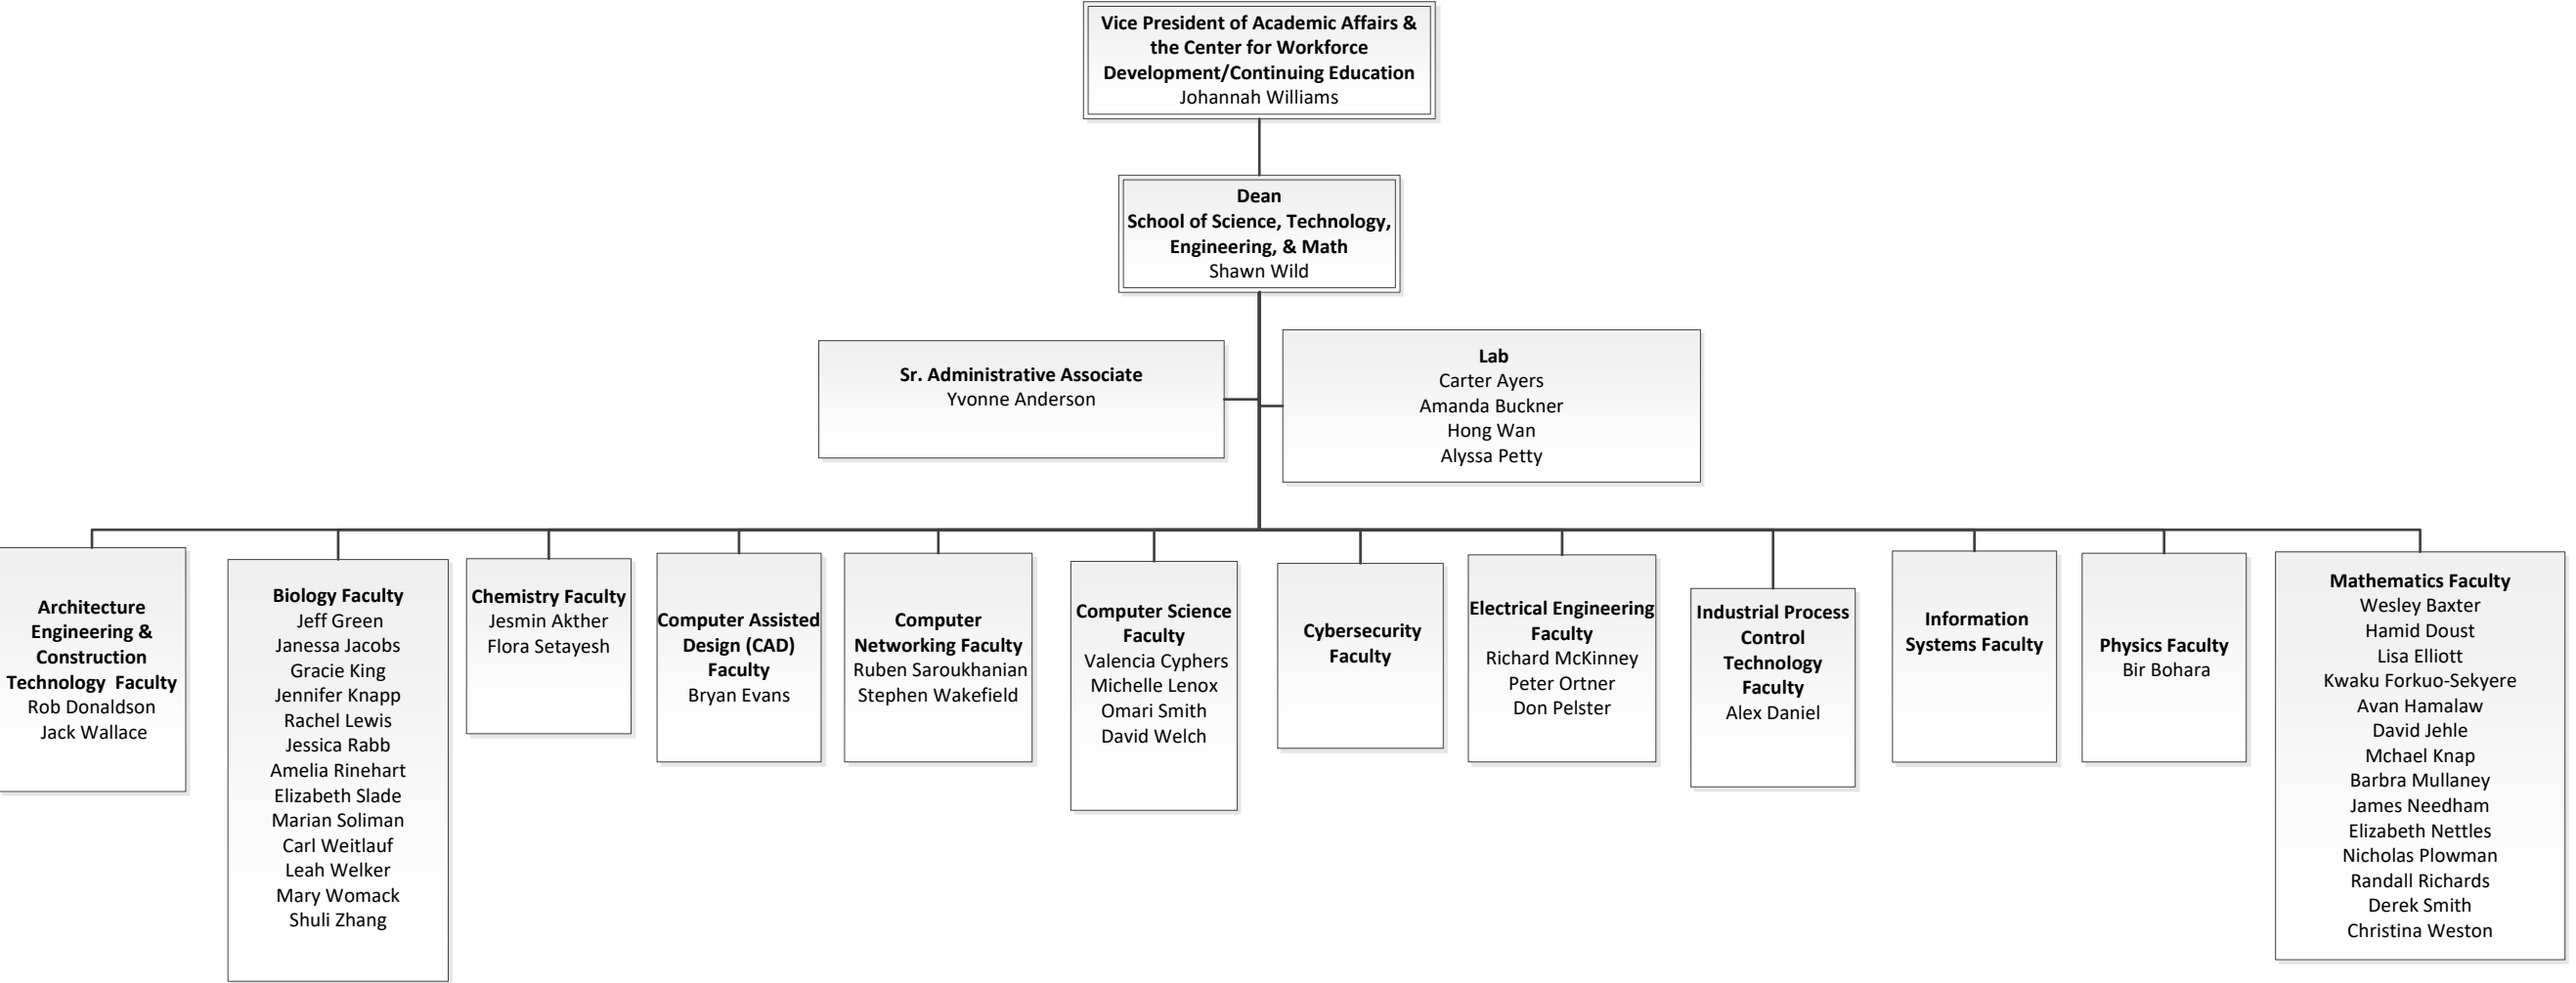 Vice President of Academic Affairs &
the Center for Workforce
Development/Continuing Education
Johannah Williams
Dean
School of Science, Technology,
Engineering, & Math
Shawn Wild
Sr. Administrative Associate
Yvonne Anderson
Lab
Carter Ayers
Amanda Buckner
Hong Wan
Alyssa Petty
Architecture
Engineering &
Construction
Technology Faculty
Rob Donaldson
Jack Wallace
Biology Faculty
Jeff Green
Janessa Jacobs
Gracie King
Jennifer Knapp
Rachel Lewis
Jessica Rabb
Amelia Rinehart
Elizabeth Slade
Marian Soliman
Carl Weitlauf
Leah Welker
Mary Womack
Shuli Zhang
Chemistry Faculty
Jesmin Akther
Flora Setayesh
Computer Assisted
Design (CAD)
Faculty
Bryan Evans
Computer
Networking Faculty
Ruben Saroukhanian
Stephen Wakefield
Computer Science
Faculty
Valencia Cyphers
Michelle Lenox
Omari Smith
David Welch
Cybersecurity
Faculty
Electrical Engineering
Faculty
Richard McKinney
Peter Ortner
Don Pelster
Industrial Process
Control
Technology
Faculty
Alex Daniel
Information
Systems Faculty
Physics Faculty
Bir Bohara
Mathematics Faculty
Wesley Baxter
Hamid Doust
Lisa Elliott
Kwaku Forkuo-Sekyere
Avan Hamalaw
David Jehle
Mchael Knap
Barbra Mullaney
James Needham
Elizabeth Nettles
Nicholas Plowman
Randall Richards
Derek Smith
Christina Weston